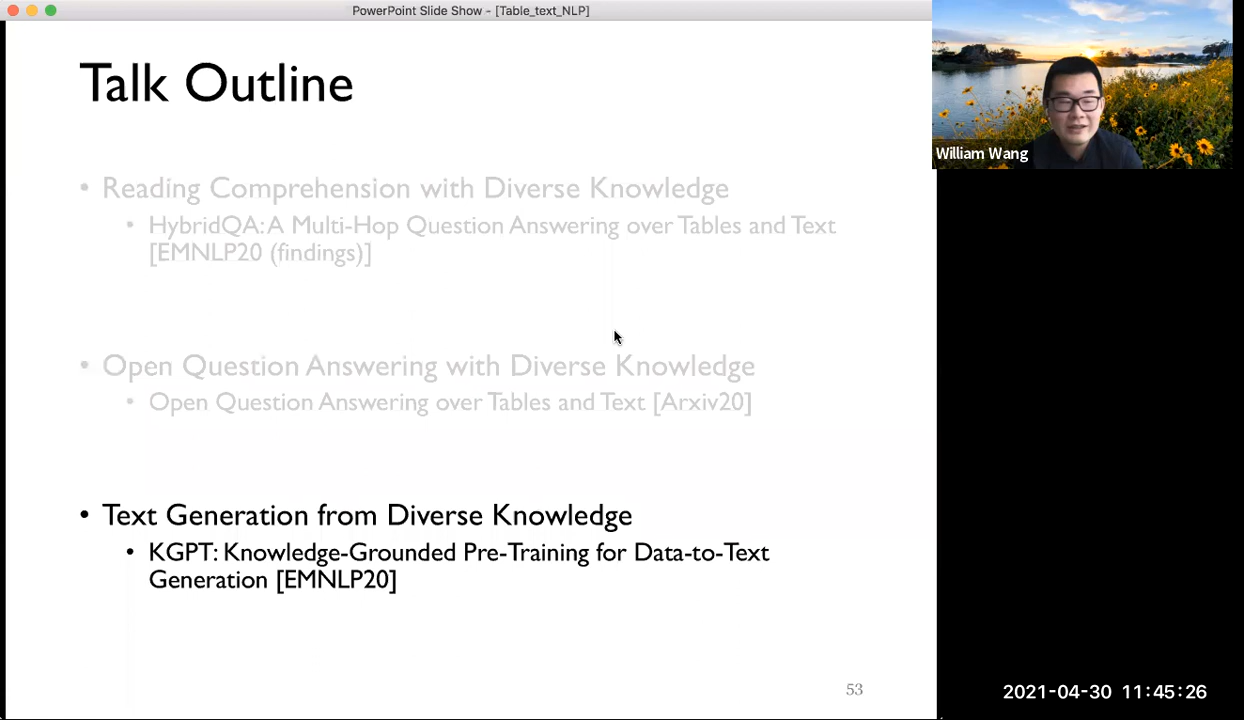 PowerPoint Slide Show - [Table_text_NLP]
Talk Outline
• Reading Comprehension with Diverse Knowledge
• HybridQA: A Multi-Hop Question Answering over Tables and Text
[EMNLP20 (findings)]
• Open Question Answering with Diverse Knowledge
• Open Question Answering over Tables and Text [Arxiv20]
• Text Generation from Diverse Knowledge
• KGPT: Knowledge-Grounded Pre-Training for Data-to-Text
Generation [EMNLP20]
53
William Wang
2021-04-30 11:45:26